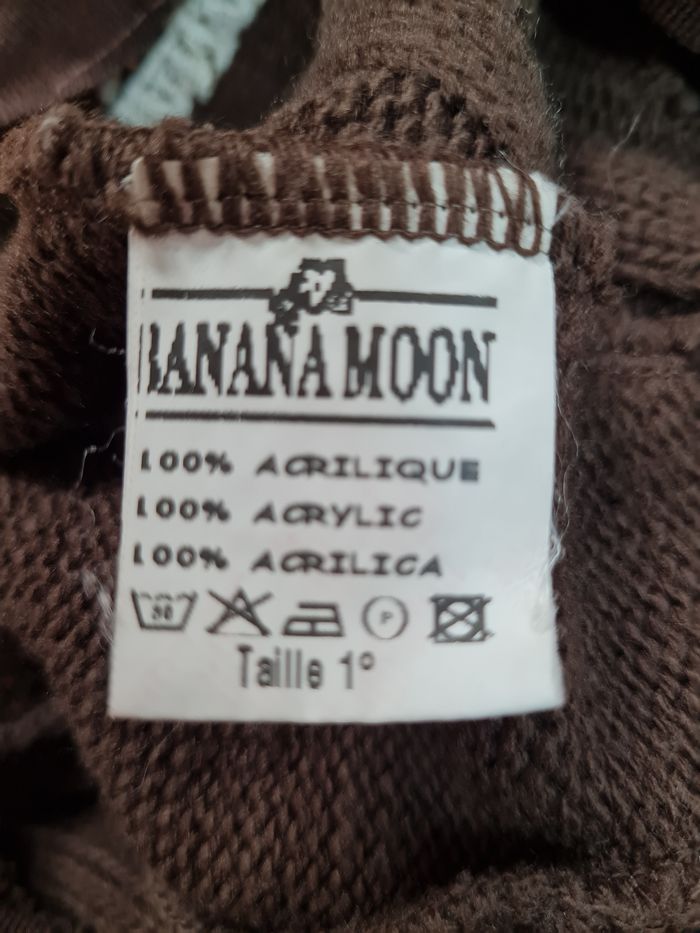 BANANA MOON
100% ACRILIQUE
100% ACRYLIC
100% ACRILICA
30 P
Taille 1°